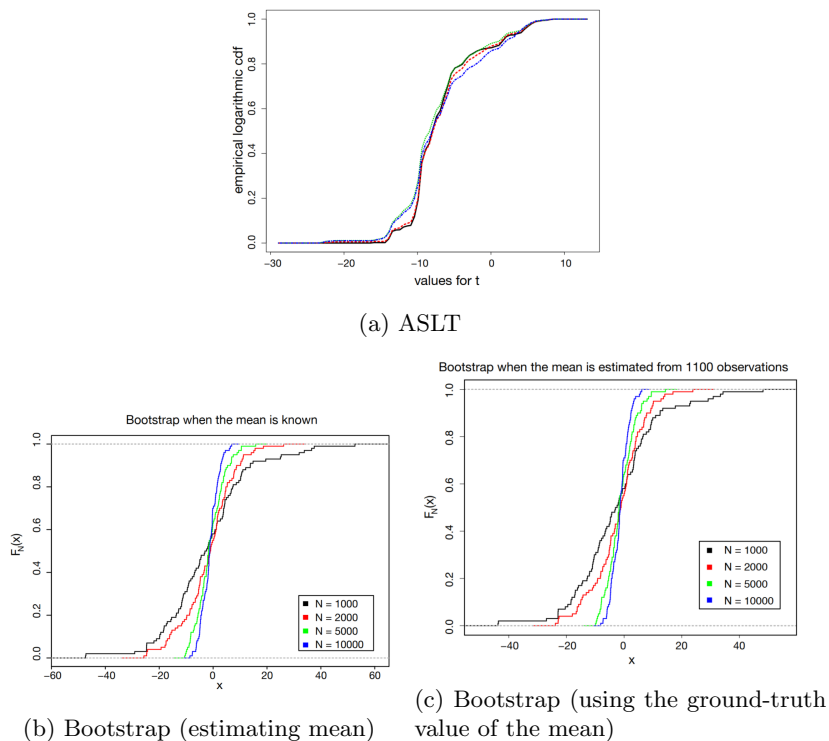 empirical logarithmic cdf
0.0 0.2 0.4 0.6 0.8 1.0
−30 −20 −10 0 10
values for t
(a) ASLT
Bootstrap when the mean is known
F_N(x)
0.0 0.2 0.4 0.6 0.8 1.0
N = 1000
N = 2000
N = 5000
N = 10000
−60 −40 −20 0 20 40 60
x
(b) Bootstrap (estimating mean)
Bootstrap when the mean is estimated from 1100 observations
F_N(x)
0.0 0.2 0.4 0.6 0.8 1.0
N = 1000
N = 2000
N = 5000
N = 10000
−40 −20 0 20 40
x
(c) Bootstrap (using the ground-truth
value of the mean)